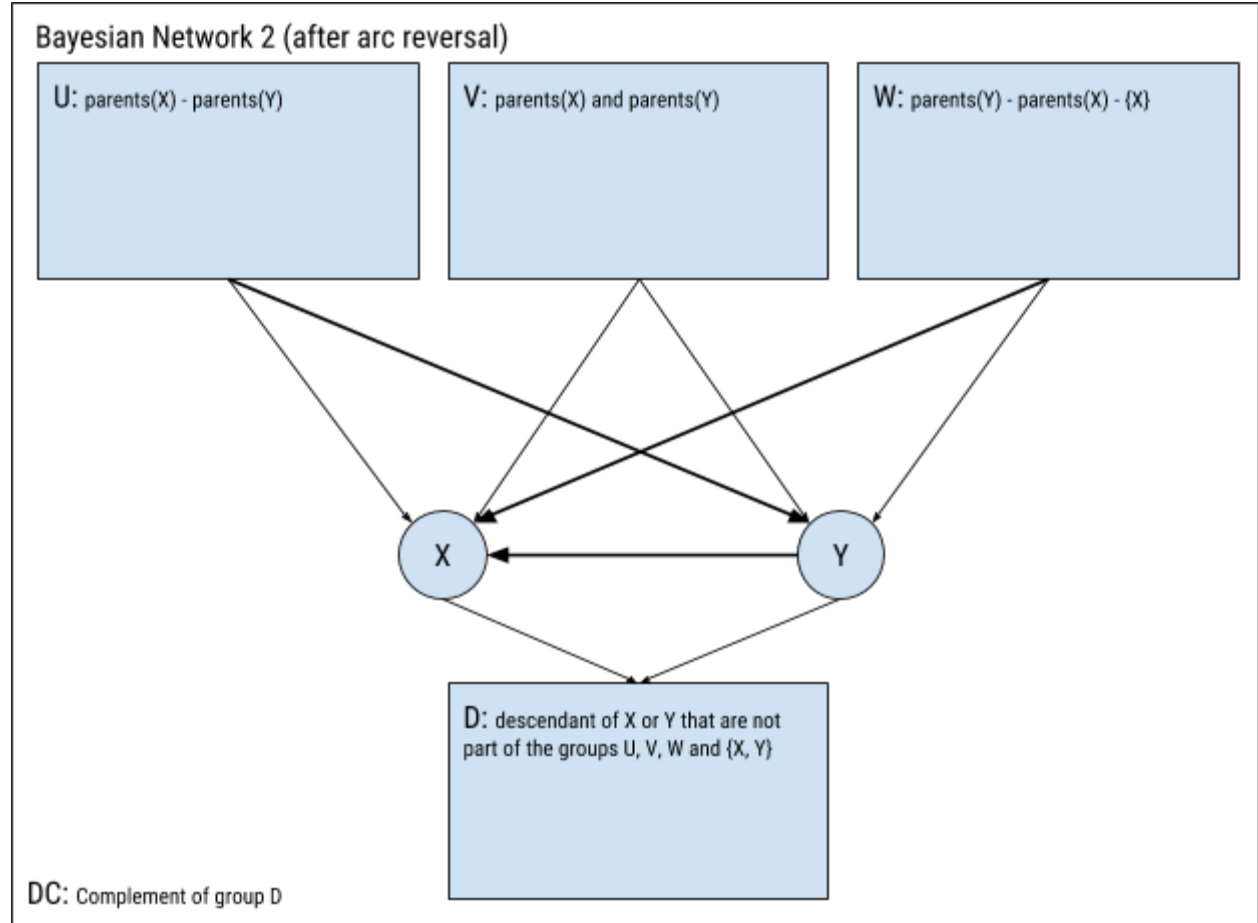 Bayesian Network 2 (after arc reversal)
U: parents(X) - parents(Y)
V: parents(X) and parents(Y)
W: parents(Y) - parents(X) - {X}
X
Y
D: descendant of X or Y that are not
part of the groups U, V, W and {X, Y}
DC: Complement of group D